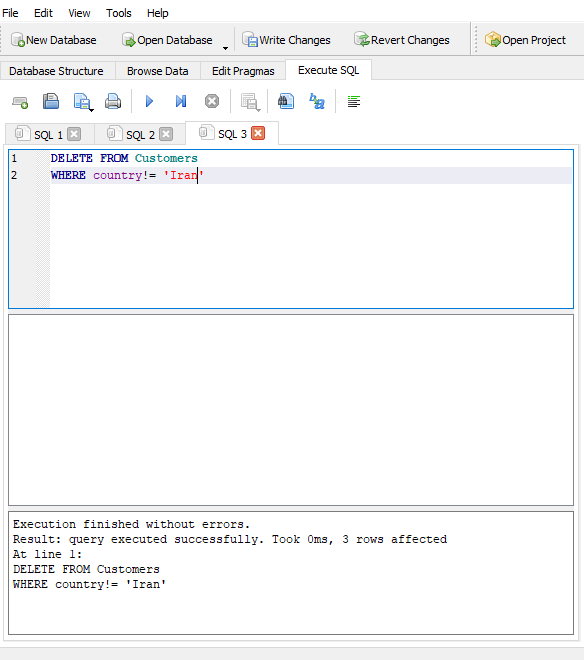 File Edit View Tools Help
New Database Open Database Write Changes Revert Changes Open Project
Database Structure Browse Data Edit Pragmas Execute SQL
SQL 1 SQL 2 SQL 3
1 DELETE FROM Customers
2 WHERE country!= 'Iran'
Execution finished without errors.
Result: query executed successfully. Took 0ms, 3 rows affected
At line 1:
DELETE FROM Customers
WHERE country!= 'Iran'